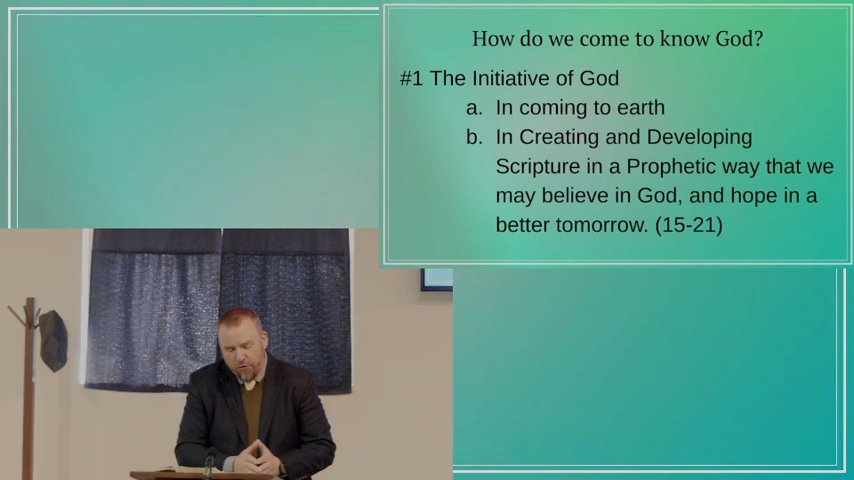 How do we come to know God?
#1 The Initiative of God
a. In coming to earth
b. In Creating and Developing
Scripture in a Prophetic way that we
may believe in God, and hope in a
better tomorrow. (15-21)